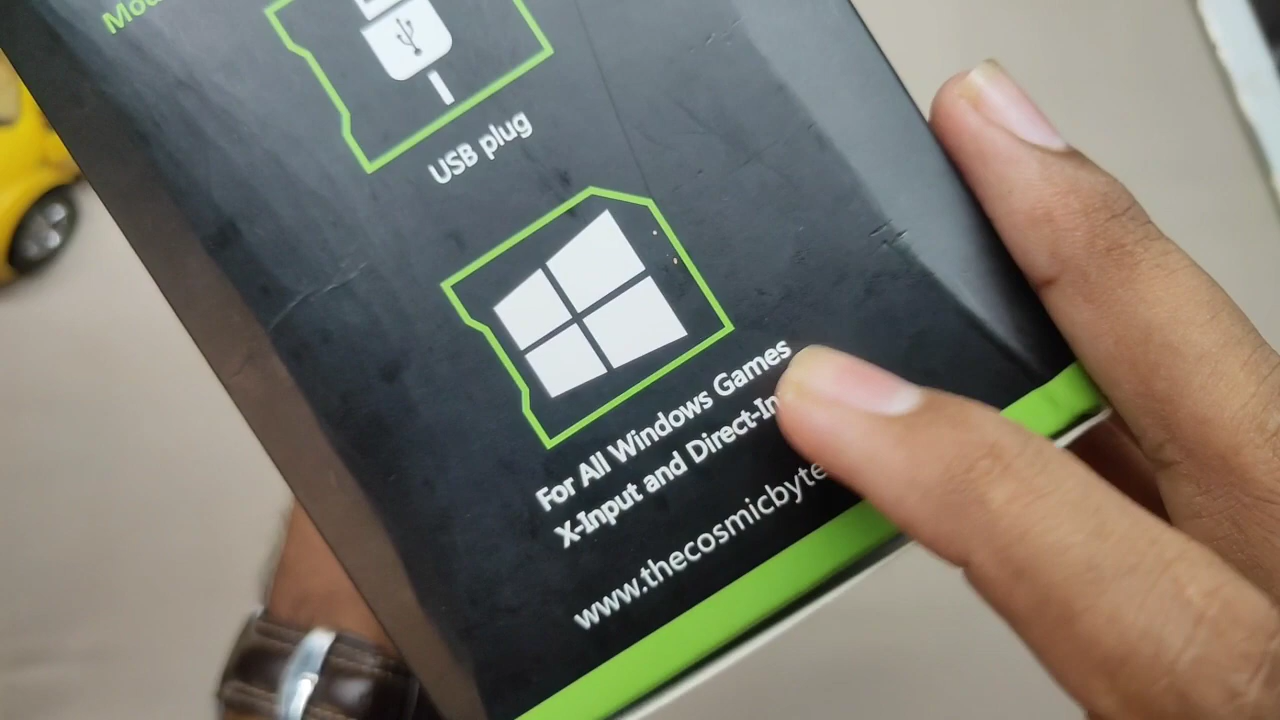 USB plug
For All Windows Games
X-Input and Direct-In
www.thecosmicbyte